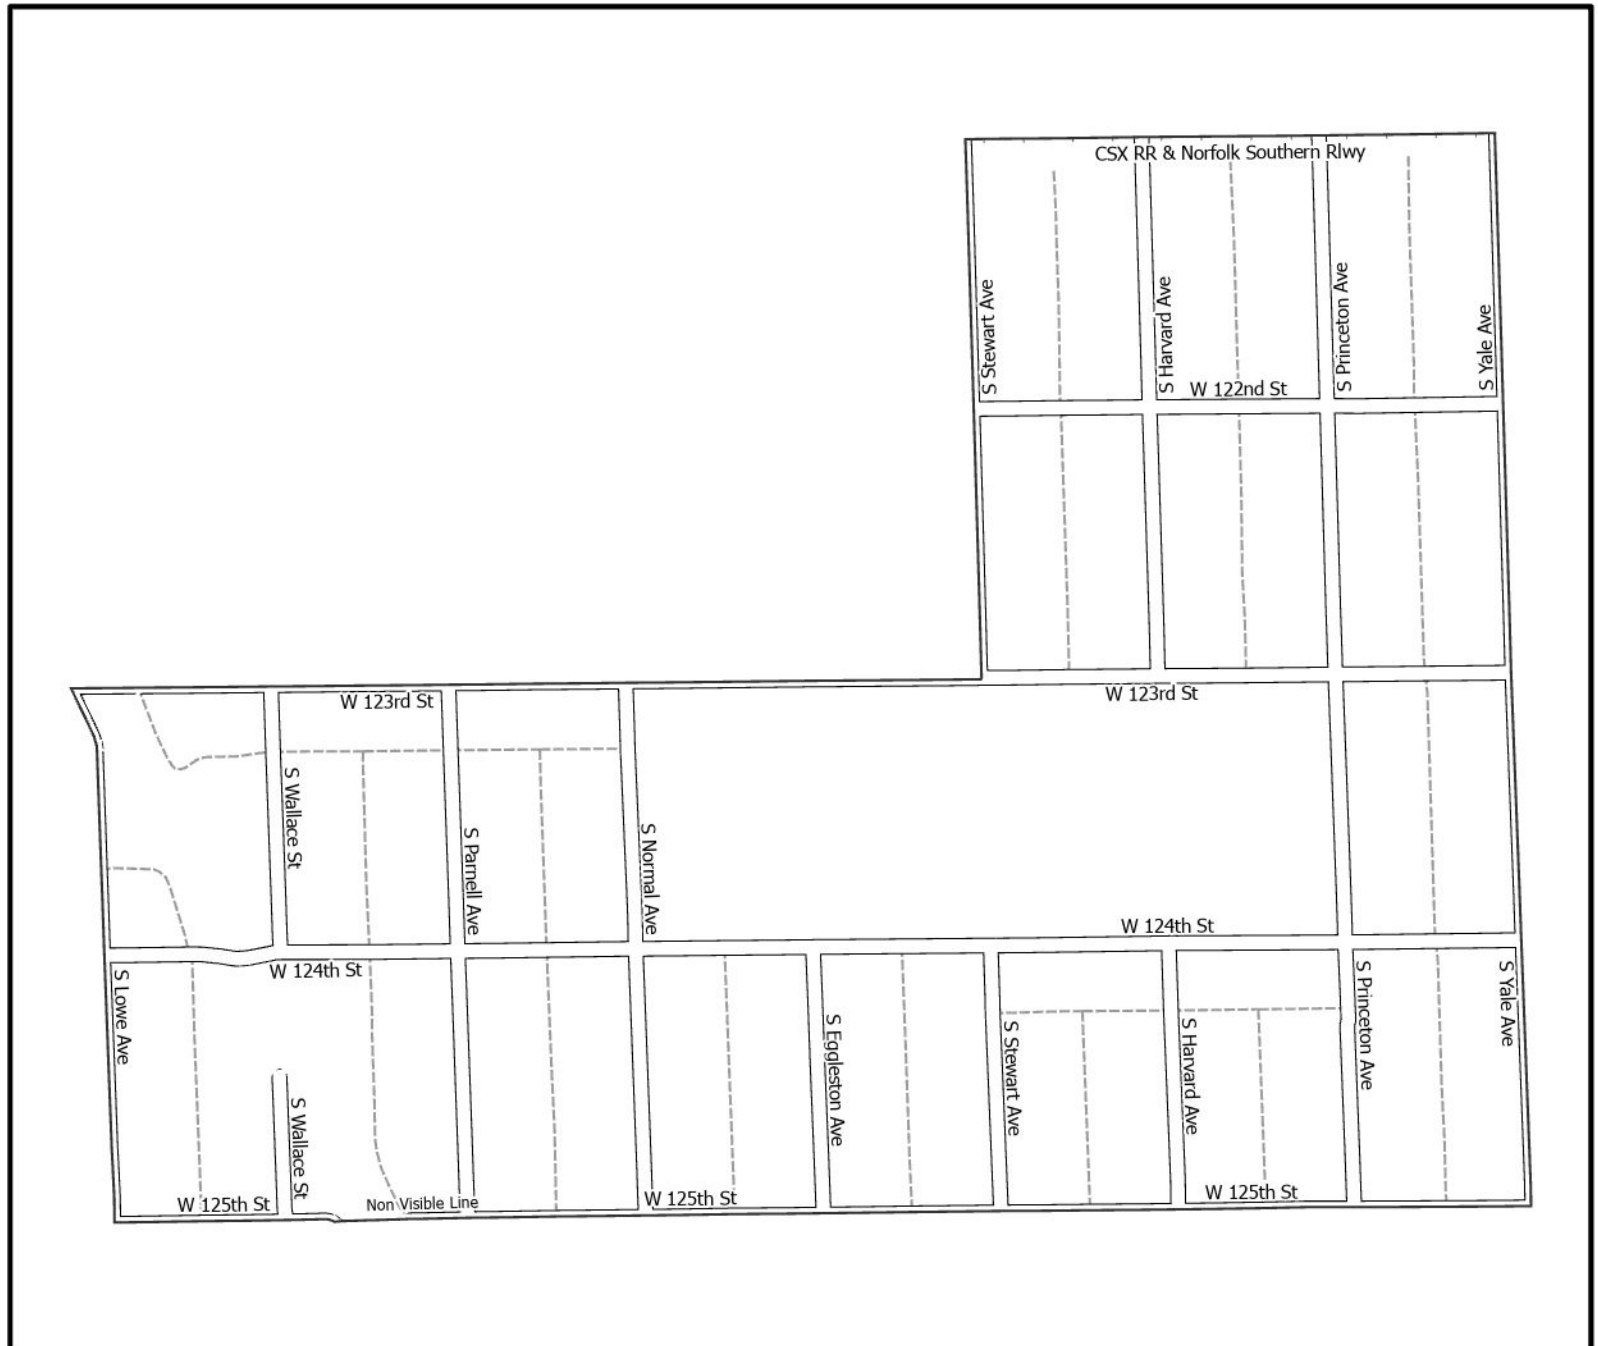 CSX RR & Norfolk Southern Rlwy
S Stewart Ave
S Harvard Ave
S Princeton Ave
S Yale Ave
W 122nd St
W 123rd St
W 123rd St
S Wallace St
S Parnell Ave
S Normal Ave
W 124th St
W 124th St
S Lowe Ave
S Wallace St
S Eggleston Ave
S Stewart Ave
S Harvard Ave
S Princeton Ave
S Yale Ave
W 125th St
Non Visible Line
W 125th St
W 125th St